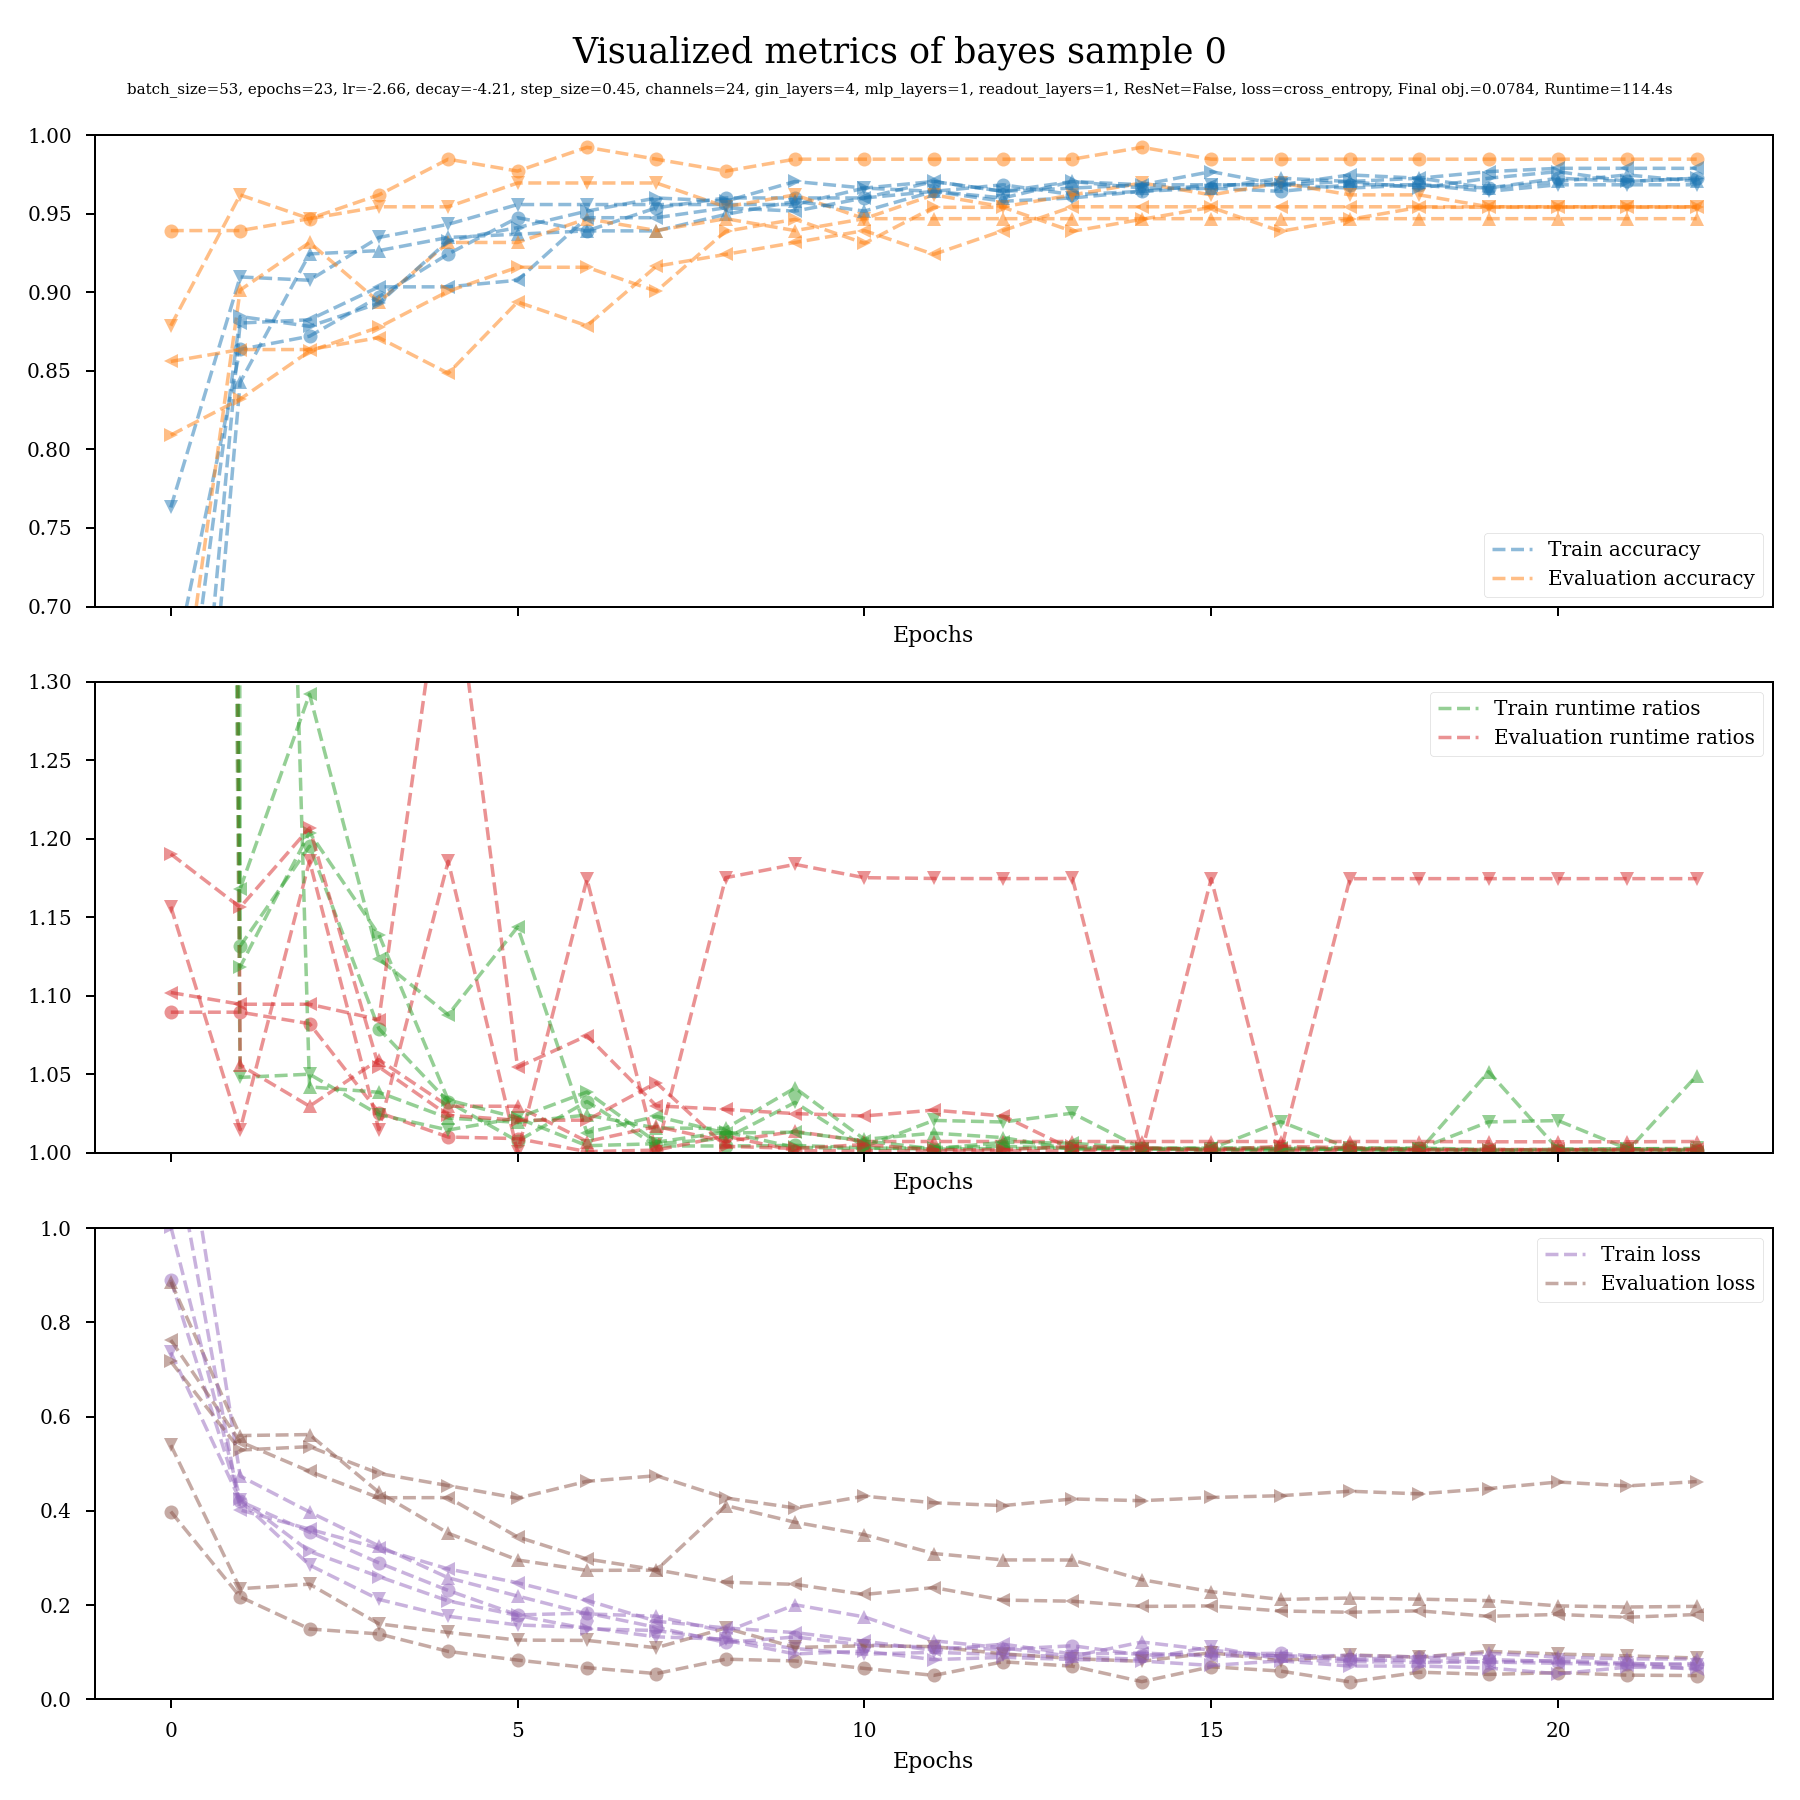 Visualized metrics of bayes sample 0
batch_size=53, epochs=23, lr=-2.66, decay=-4.21, step_size=0.45, channels=24, gin_layers=4, mlp_layers=1, readout_layers=1, ResNet=False, loss=cross_entropy, Final obj.=0.0784, Runtime=114.4s
1.00
0.95
0.90
0.85
0.80
0.75
0.70
Train accuracy
Evaluation accuracy
Epochs
1.30
1.25
1.20
1.15
1.10
1.05
1.00
Train runtime ratios
Evaluation runtime ratios
Epochs
1.0
0.8
0.6
0.4
0.2
0.0
Train loss
Evaluation loss
0 5 10 15 20
Epochs